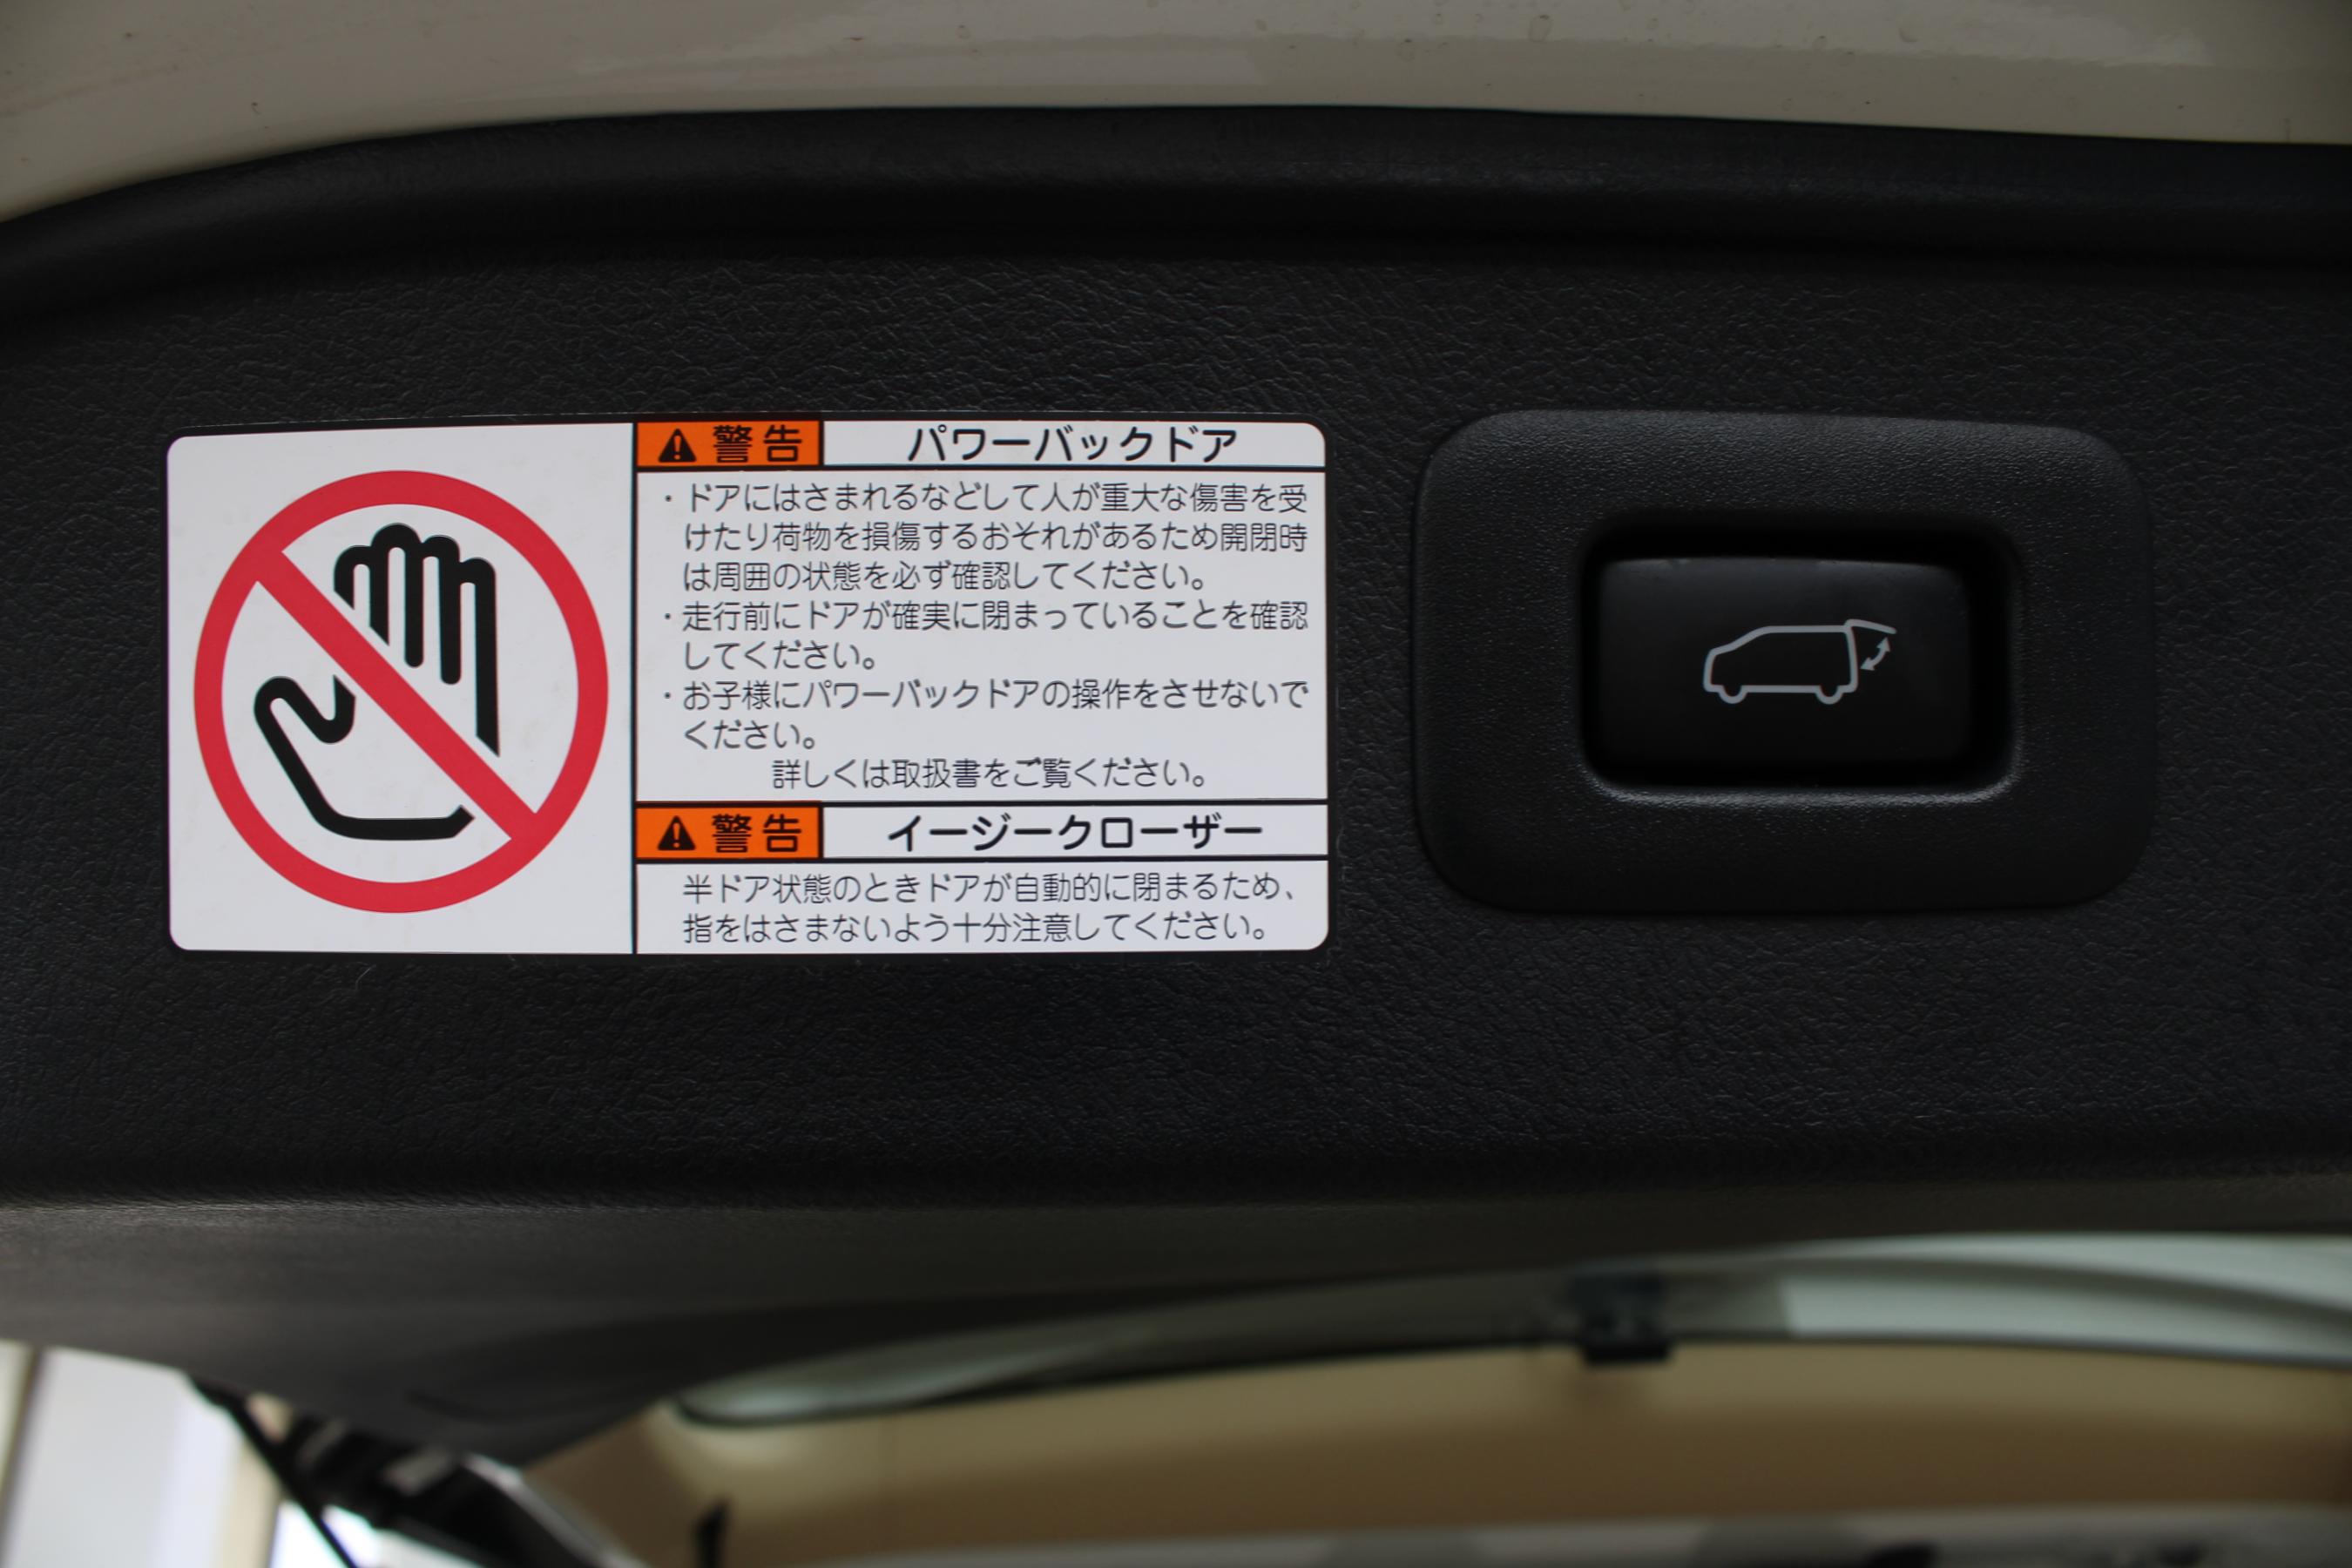 警告 パワーバックドア
・ドアにはさまれるなどして人が重大な傷害を受
けたり荷物を損傷するおそれがあるため開閉時
は周囲の状態を必ず確認してください。
・走行前にドアが確実に閉まっていることを確認
してください。
・お子様にパワーバックドアの操作をさせないで
ください。
詳しくは取扱書をご覧ください。
警告 イージークローザー
半ドア状態のときドアが自動的に閉まるため、
指をはさまないよう十分注意してください。